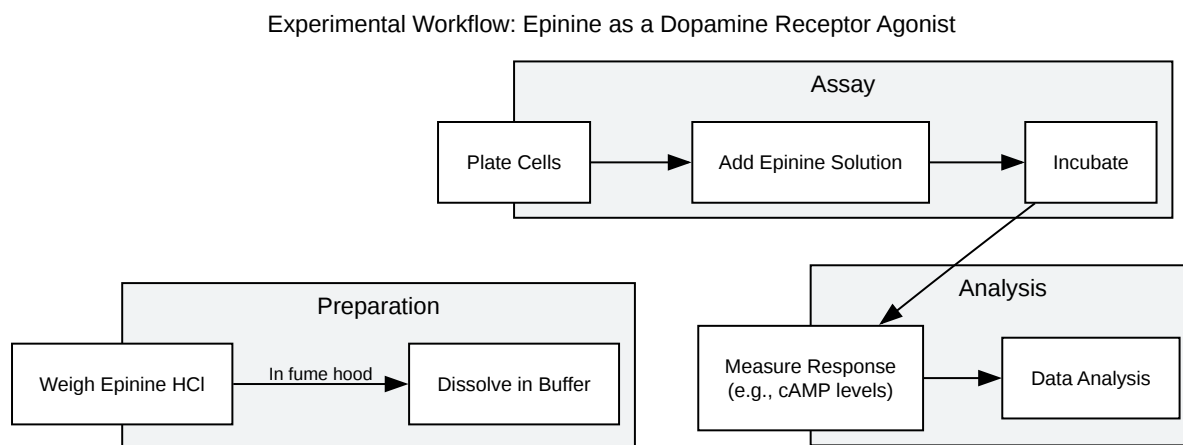 Experimental Workflow: Epinine as a Dopamine Receptor Agonist
Assay
Plate Cells
Add Epinine Solution
Incubate
Preparation
Weigh Epinine HCl
In fume hood
Dissolve in Buffer
Analysis
Measure Response
(e.g., cAMP levels)
Data Analysis